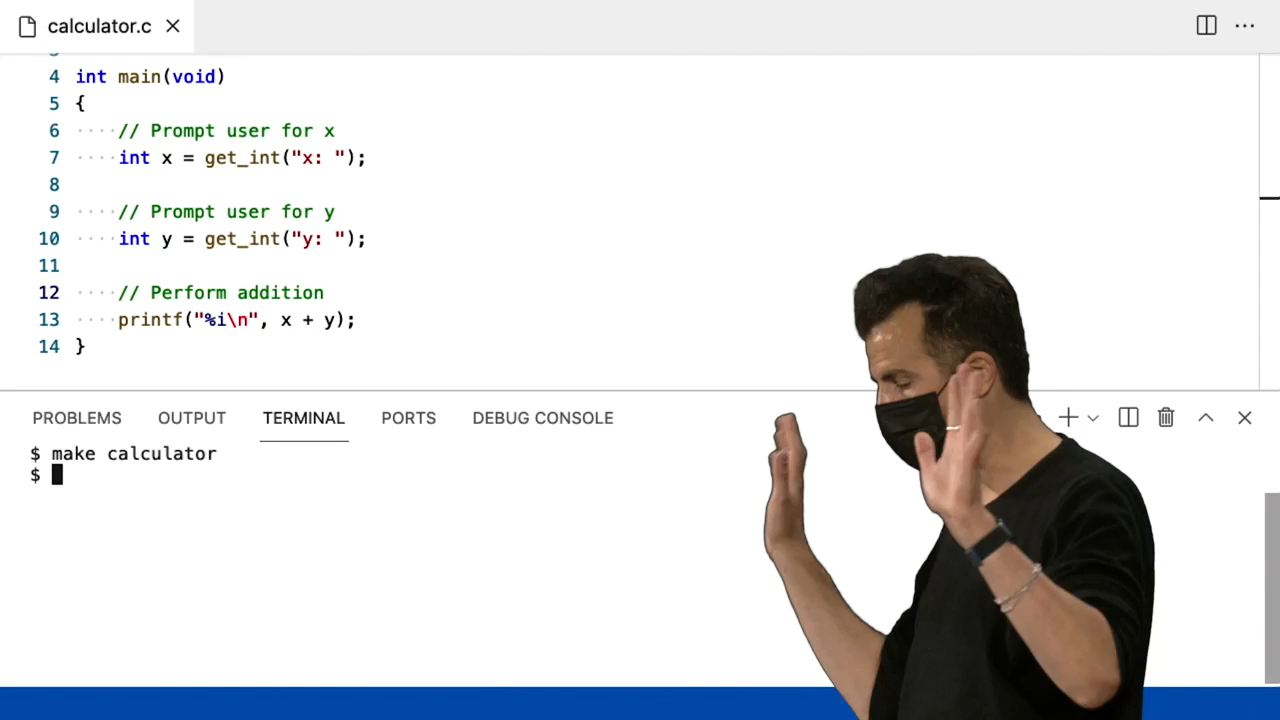 calculator.c
4 int main(void)
5 {
6 ····// Prompt user for x
7 ····int x = get_int("x: ");
8
9 ····// Prompt user for y
10 ····int y = get_int("y: ");
11
12 ····// Perform addition
13 ····printf("%i\n", x + y);
14 }
PROBLEMS OUTPUT TERMINAL PORTS DEBUG CONSOLE
$ make calculator
$